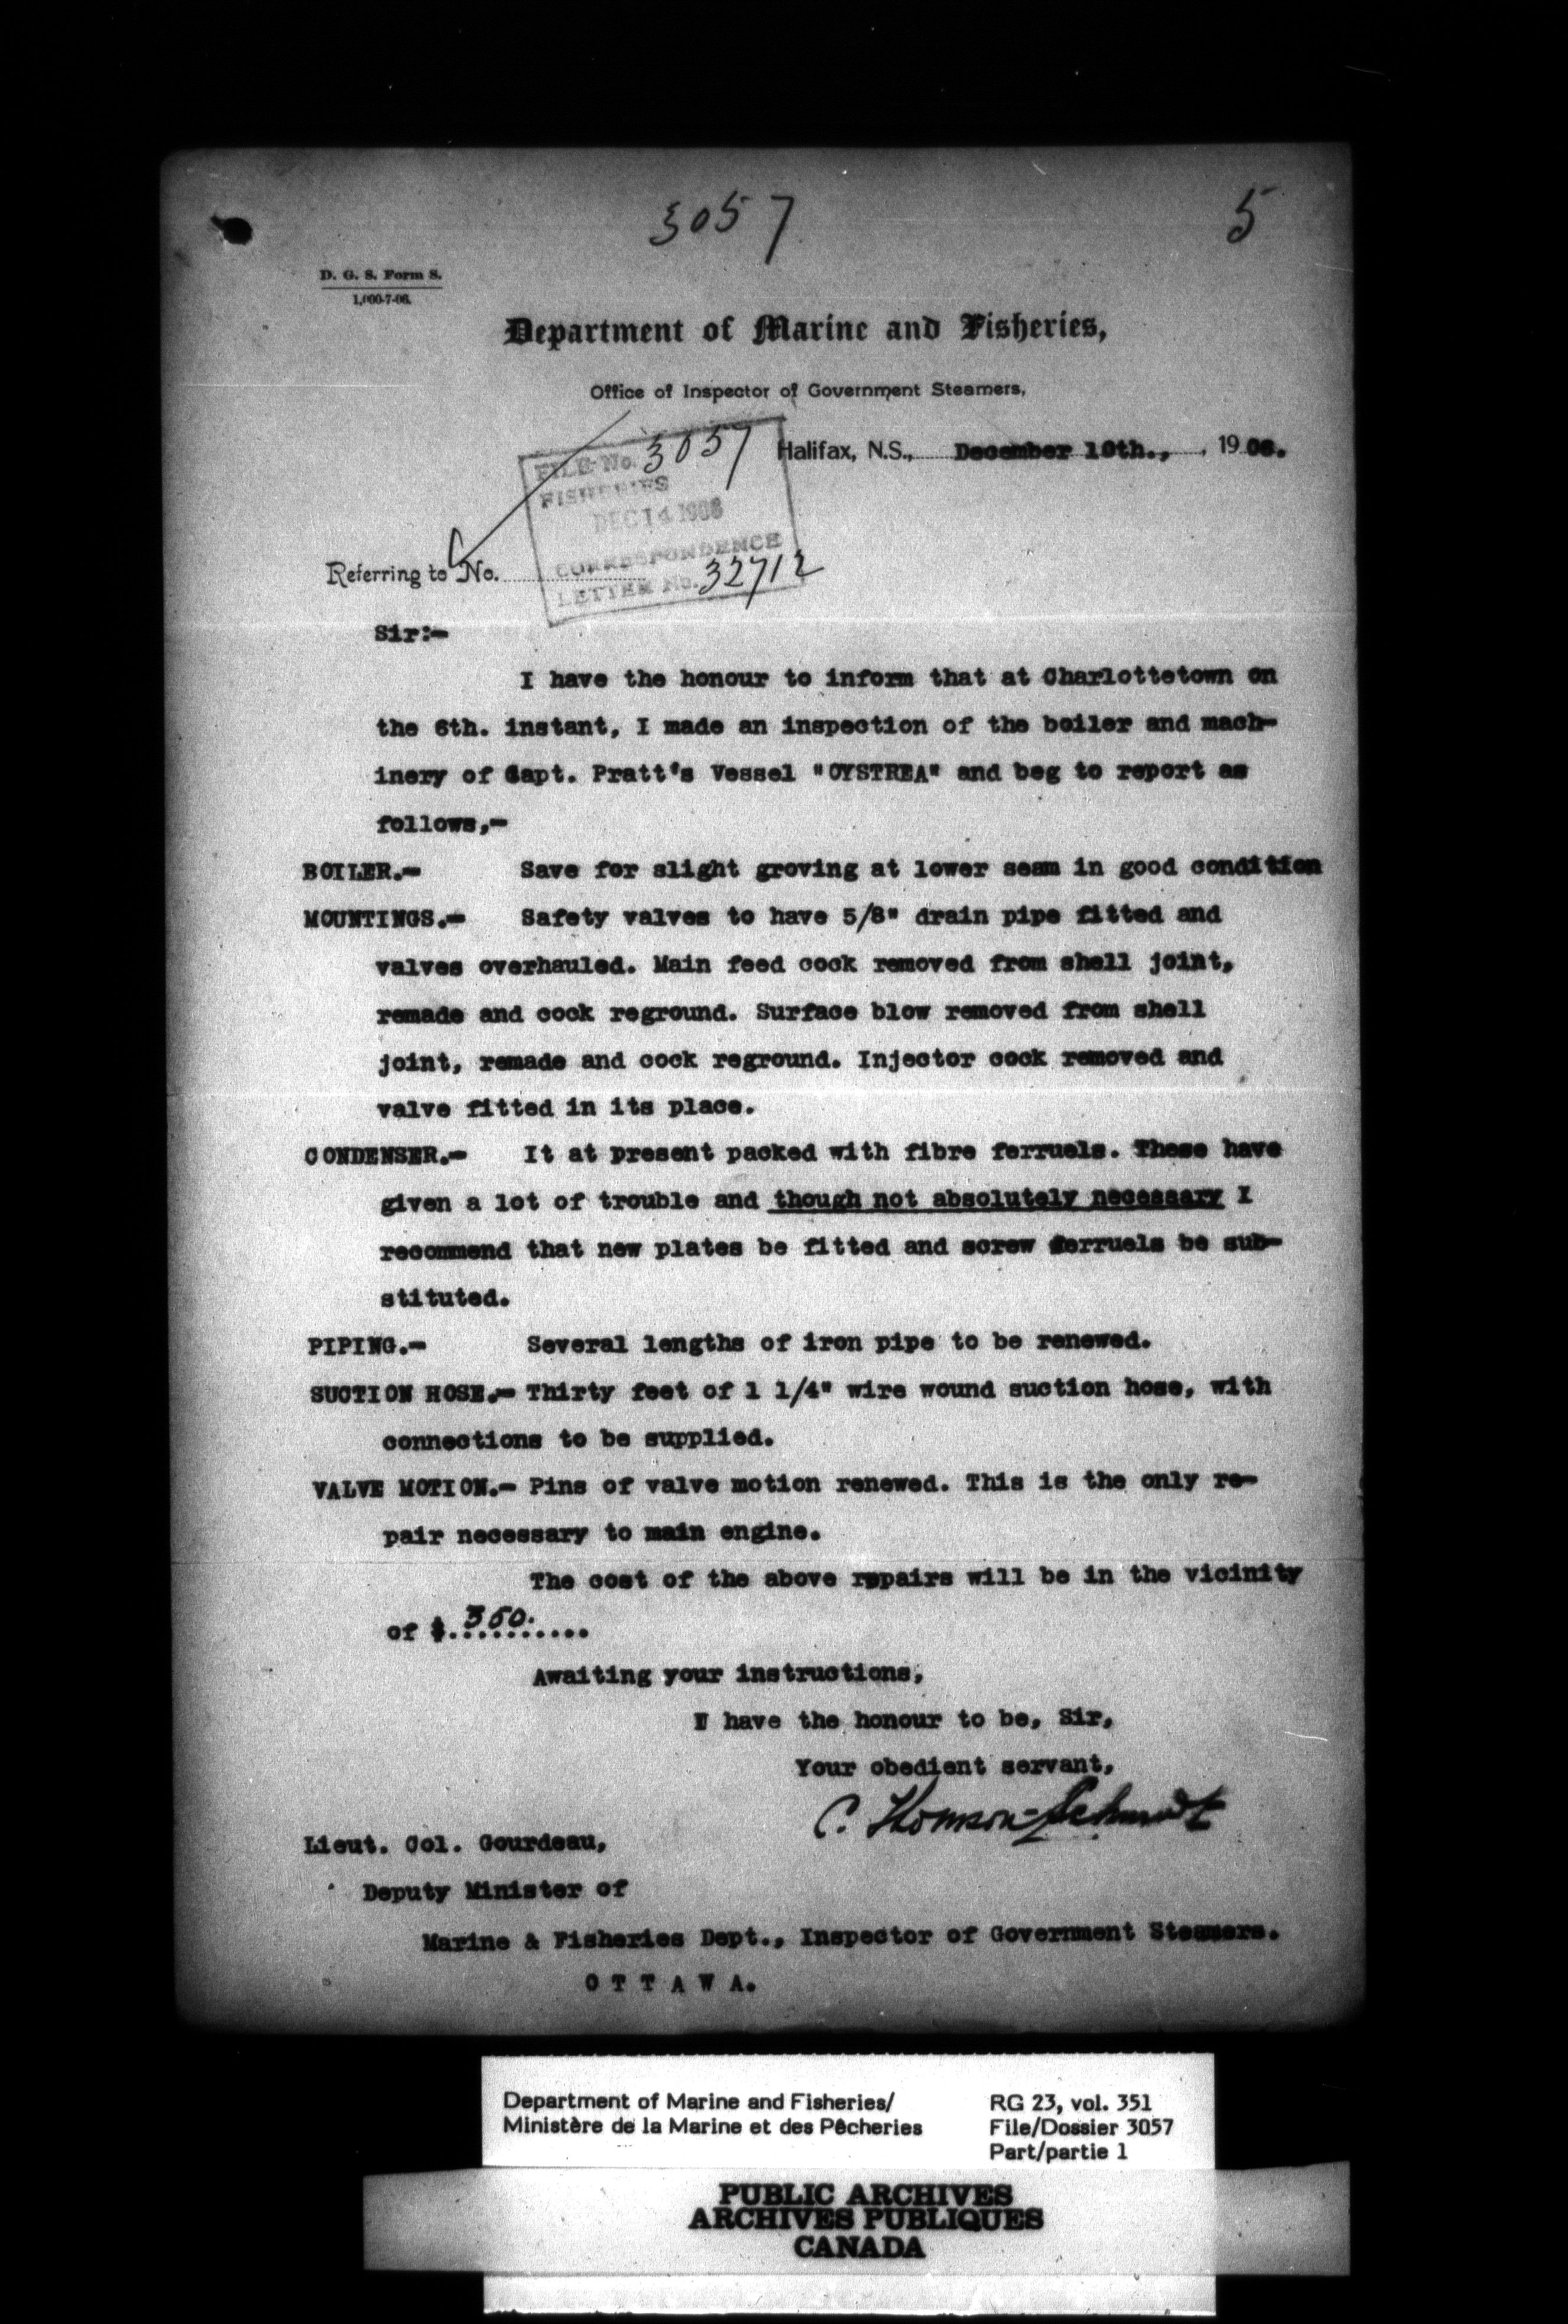 3057
5
D. G. S. Form S.
1,000-7-06.
Department of Marine and Fisheries,
Office of Inspector of Government Steamers,
Halifax, N.S., December 10th., 1906.
FILE No. 3057
FISHERIES
DEC 14 1906
CORRESPONDENCE
LETTER No. 32712
Referring to No.
Sir:-
I have the honour to inform that at Charlottetown on
the 6th. instant, I made an inspection of the boiler and mach-
inery of Capt. Pratt's Vessel "OYSTREA" and beg to report as
follows,-
BOILER.- Save for slight groving at lower seam in good condition
MOUNTINGS.- Safety valves to have 5/8" drain pipe fitted and
valves overhauled. Main feed cock removed from shell joint,
remade and cock reground. Surface blow removed from shell
joint, remade and cock reground. Injector cock removed and
valve fitted in its place.
CONDENSER.- It at present packed with fibre ferruels. These have
given a lot of trouble and though not absolutely necessary I
recommend that new plates be fitted and screw ferruels be sub-
stituted.
PIPING.- Several lengths of iron pipe to be renewed.
SUCTION HOSE.- Thirty feet of 1 1/4" wire wound suction hose, with
connections to be supplied.
VALVE MOTION.- Pins of valve motion renewed. This is the only re-
pair necessary to main engine.
The cost of the above repairs will be in the vicinity
of $.350.........
Awaiting your instructions,
I have the honour to be, Sir,
Your obedient servant,
C. Thomson-Schmidt
Lieut. Col. Gourdeau,
Deputy Minister of
Marine & Fisheries Dept., Inspector of Government Steamers.
O T T A W A.
Department of Marine and Fisheries/
Ministère de la Marine et des Pêcheries
RG 23, vol. 351
File/Dossier 3057
Part/partie 1
PUBLIC ARCHIVES
ARCHIVES PUBLIQUES
CANADA